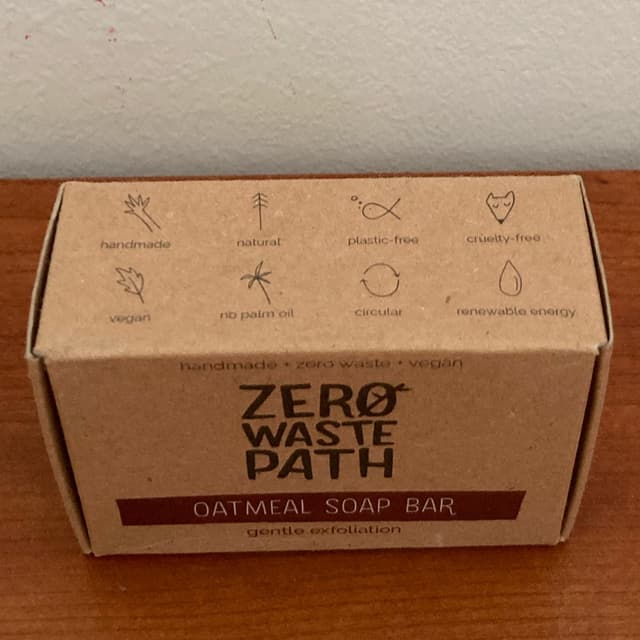 handmade natural plastic-free cruelty-free
vegan no palm oil circular renewable energy
handmade + zero waste + vegan
ZERO
WASTE
PATH
OATMEAL SOAP BAR
gentle exfoliation